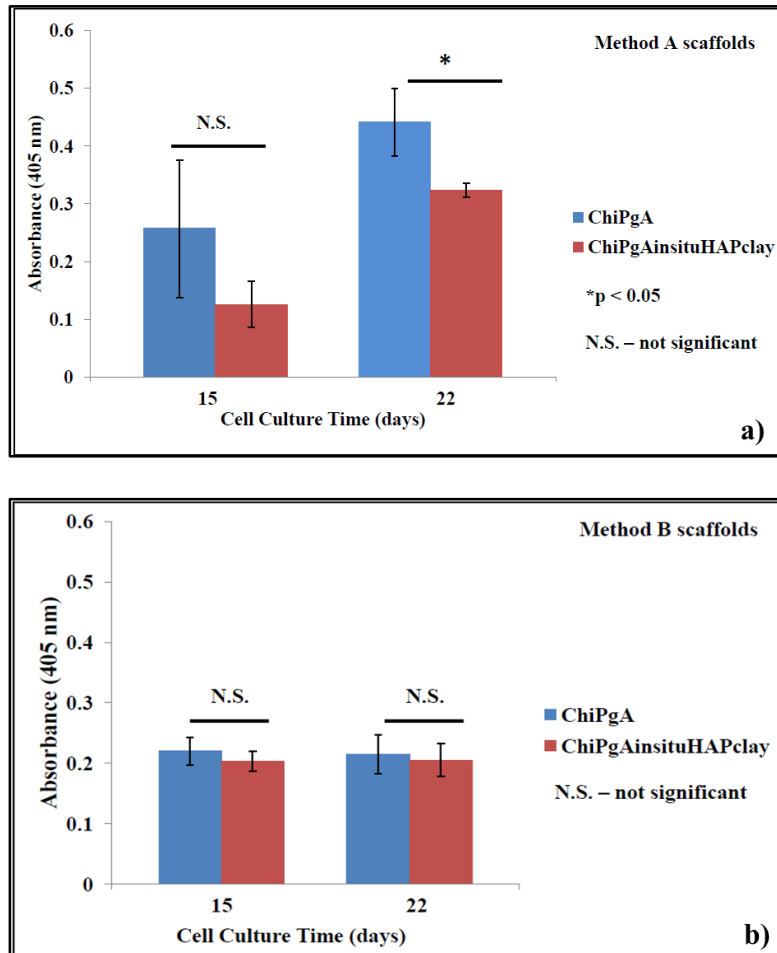 0.6
Method A scaffolds
*
0.5
N.S.
0.4
0.3
0.2
0.1
0
Absorbance (405 nm)
ChiPgA
ChiPgAinsituHAPclay
*p < 0.05
N.S. – not significant
15 22
Cell Culture Time (days)
a)
0.6
Method B scaffolds
0.5
0.4
0.3
N.S. N.S.
0.2
0.1
0
Absorbance (405 nm)
ChiPgA
ChiPgAinsituHAPclay
N.S. – not significant
15 22
Cell Culture Time (days)
b)